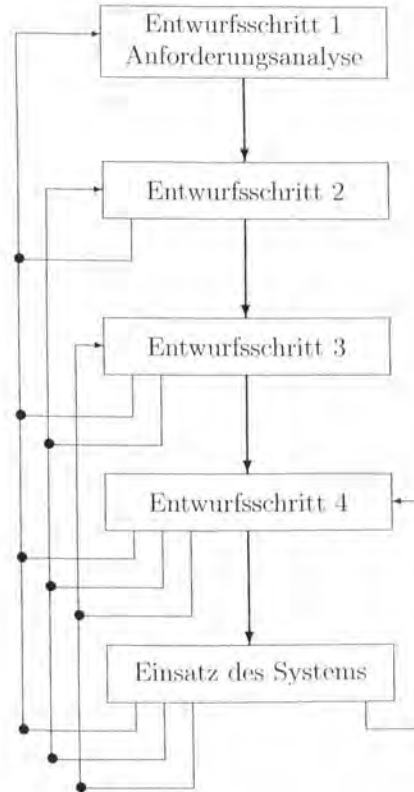 Entwurfsschritt 1
Anforderungsanalyse
Entwurfsschritt 2
Entwurfsschritt 3
Entwurfsschritt 4
Einsatz des Systems